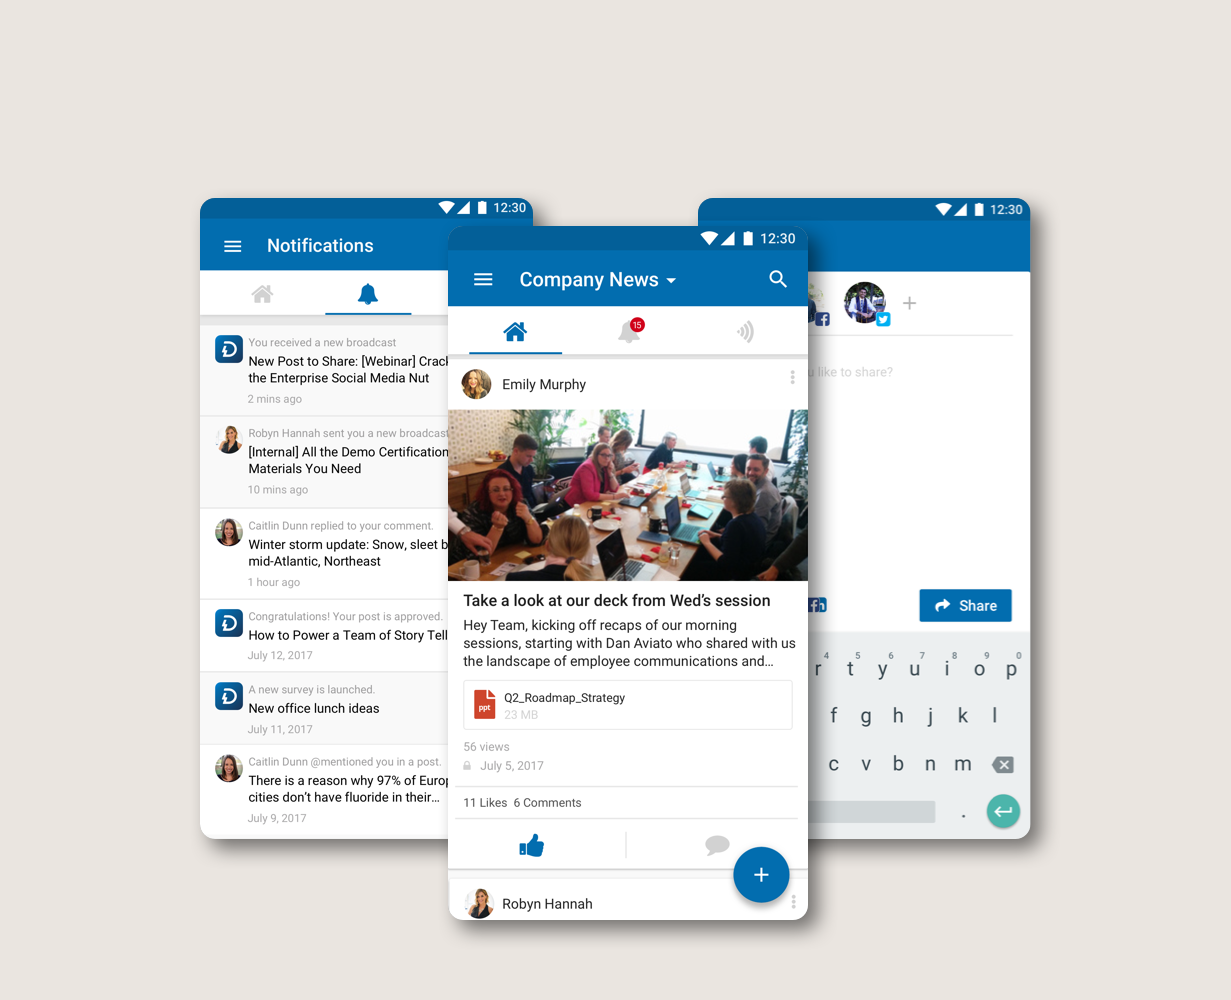 12:30
Notifications
You received a new broadcast
New Post to Share: [Webinar] Crack
the Enterprise Social Media Nut
2 mins ago
Robyn Hannah sent you a new broadcast
[Internal] All the Demo Certification
Materials You Need
10 mins ago
Caitlin Dunn replied to your comment.
Winter storm update: Snow, sleet b
mid-Atlantic, Northeast
1 hour ago
Congratulations! Your post is approved.
How to Power a Team of Story Tell
July 12, 2017
A new survey is launched.
New office lunch ideas
July 11, 2017
Caitlin Dunn @mentioned you in a post.
There is a reason why 97% of Europ
cities don’t have fluoride in their...
July 9, 2017
12:30
Company News
15
Emily Murphy
Take a look at our deck from Wed’s session
Hey Team, kicking off recaps of our morning
sessions, starting with Dan Aviato who shared with us
the landscape of employee communications and...
ppt
Q2_Roadmap_Strategy
23 MB
56 views
July 5, 2017
11 Likes 6 Comments
Robyn Hannah
12:30
u like to share?
Share
4 5 6 7 8 9 0
r t y u i o p
f g h j k l
c v b n m
.